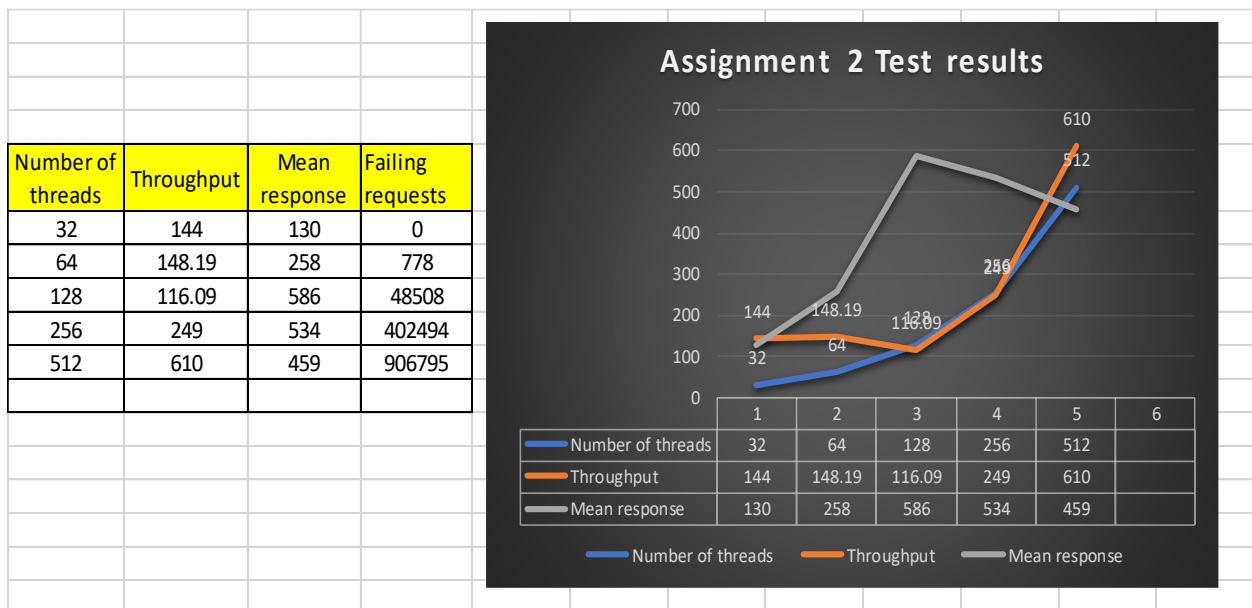 Number of threads Throughput Mean response Failing requests
32 144 130 0
64 148.19 258 778
128 116.09 586 48508
256 249 534 402494
512 610 459 906795
Assignment 2 Test results
700
600
500
400
300
200
100
0
610
512
256
249
144
148.19
128
116.09
32
64
1 2 3 4 5 6
Number of threads 32 64 128 256 512
Throughput 144 148.19 116.09 249 610
Mean response 130 258 586 534 459
Number of threads Throughput Mean response